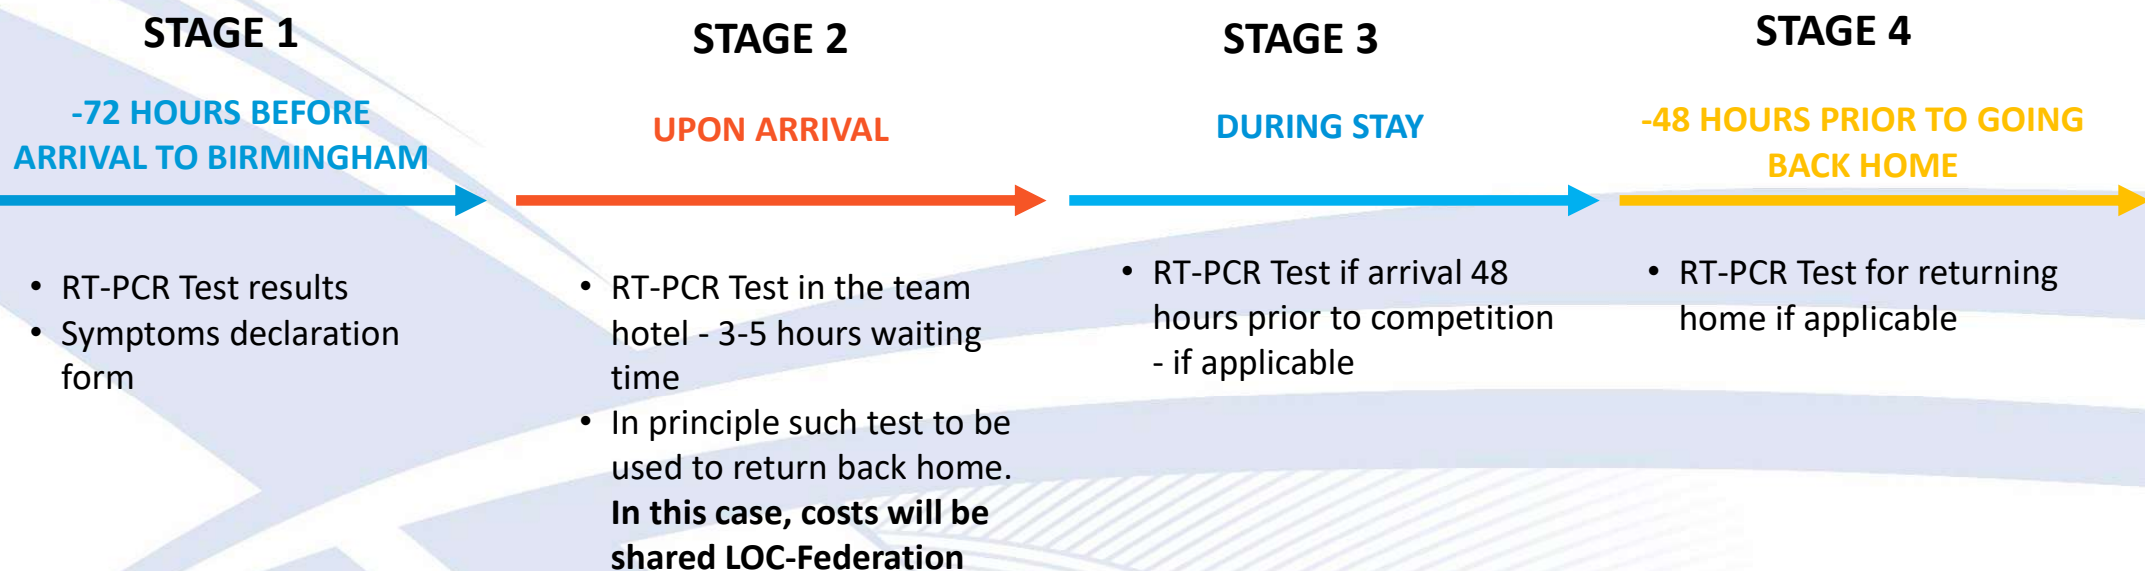 STAGE 1
-72 HOURS BEFORE
ARRIVAL TO BIRMINGHAM
• RT-PCR Test results
• Symptoms declaration
form
STAGE 2
UPON ARRIVAL
• RT-PCR Test in the team
hotel - 3-5 hours waiting
time
• In principle such test to be
used to return back home.
In this case, costs will be
shared LOC-Federation
STAGE 3
DURING STAY
• RT-PCR Test if arrival 48
hours prior to competition
- if applicable
STAGE 4
-48 HOURS PRIOR TO GOING
BACK HOME
• RT-PCR Test for returning
home if applicable